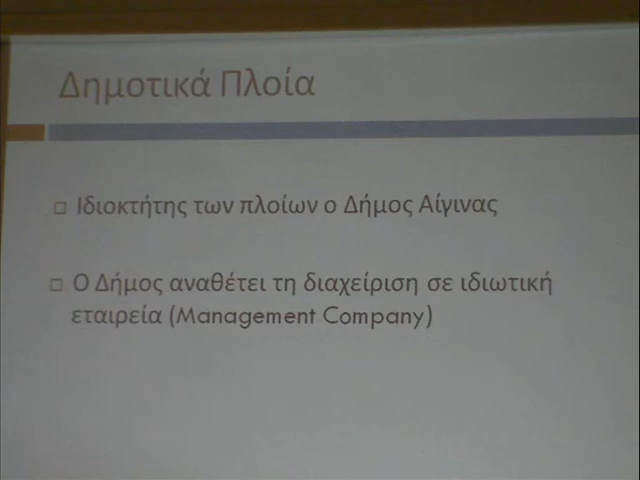 Δημοτικά Πλοία
Ιδιοκτήτης των πλοίων ο Δήμος Αίγινας
Ο Δήμος αναθέτει τη διαχείριση σε ιδιωτική
εταιρεία (Management Company)